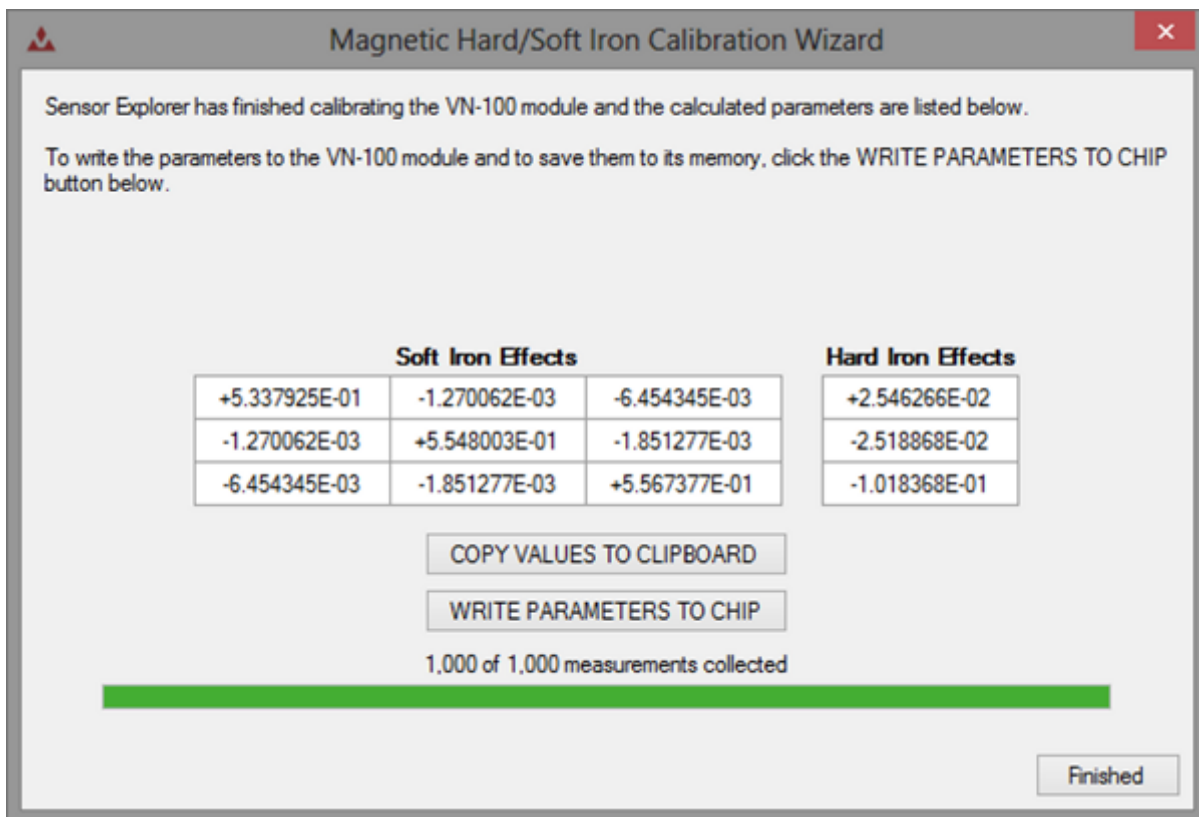 Magnetic Hard/Soft Iron Calibration Wizard
Sensor Explorer has finished calibrating the VN-100 module and the calculated parameters are listed below.
To write the parameters to the VN-100 module and to save them to its memory, click the WRITE PARAMETERS TO CHIP
button below.
Soft Iron Effects Hard Iron Effects
+5.337925E-01 -1.270062E-03 -6.454345E-03 +2.546266E-02
-1.270062E-03 +5.548003E-01 -1.851277E-03 -2.518868E-02
-6.454345E-03 -1.851277E-03 +5.567377E-01 -1.018368E-01
COPY VALUES TO CLIPBOARD
WRITE PARAMETERS TO CHIP
1,000 of 1,000 measurements collected
Finished